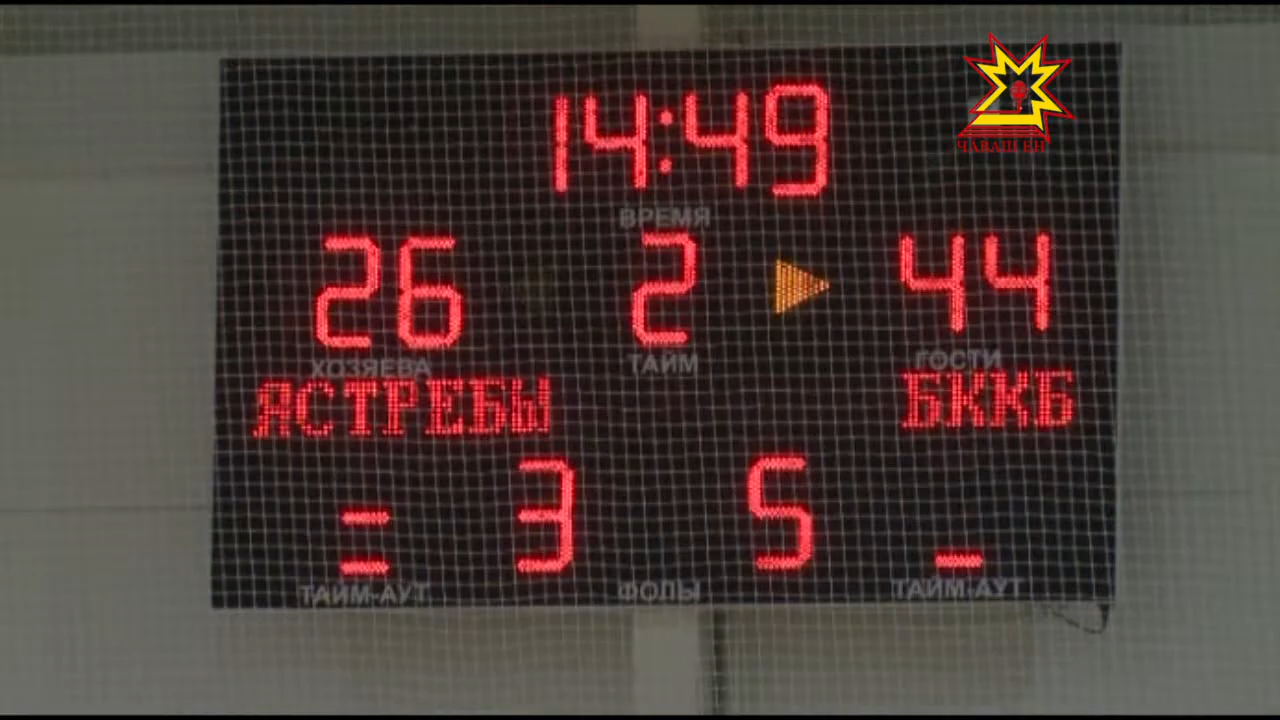 ЧӐВАШ ЕН
14:49
ВРЕМЯ
26 2 44
ХОЗЯЕВА ТАЙМ ГОСТИ
ЯСТРЕБЫ БККБ
= 3 5 _
ТАЙМ-АУТ ФОЛЫ ТАЙМ-АУТ